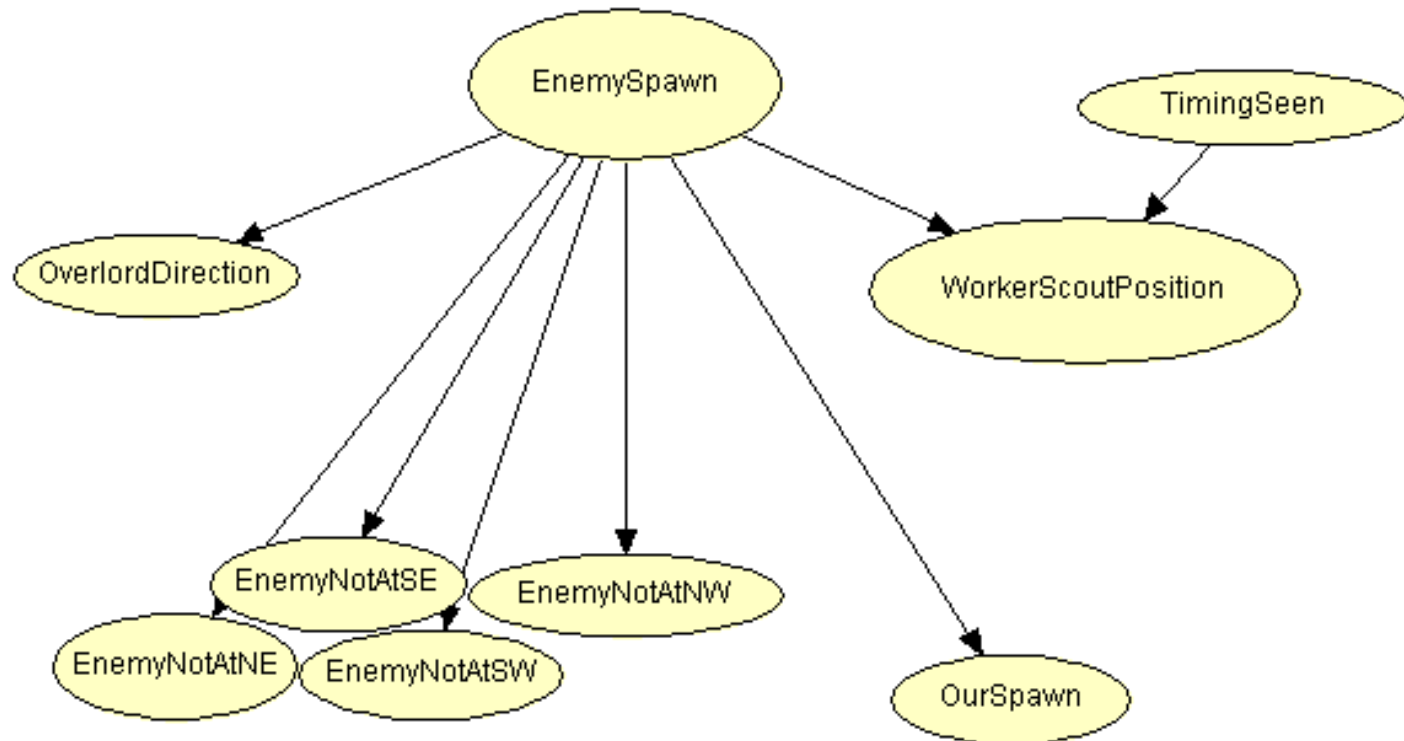 EnemySpawn
TimingSeen
OverlordDirection
WorkerScoutPosition
EnemyNotAtSE
EnemyNotAtNW
EnemyNotAtNE
EnemyNotAtSW
OurSpawn